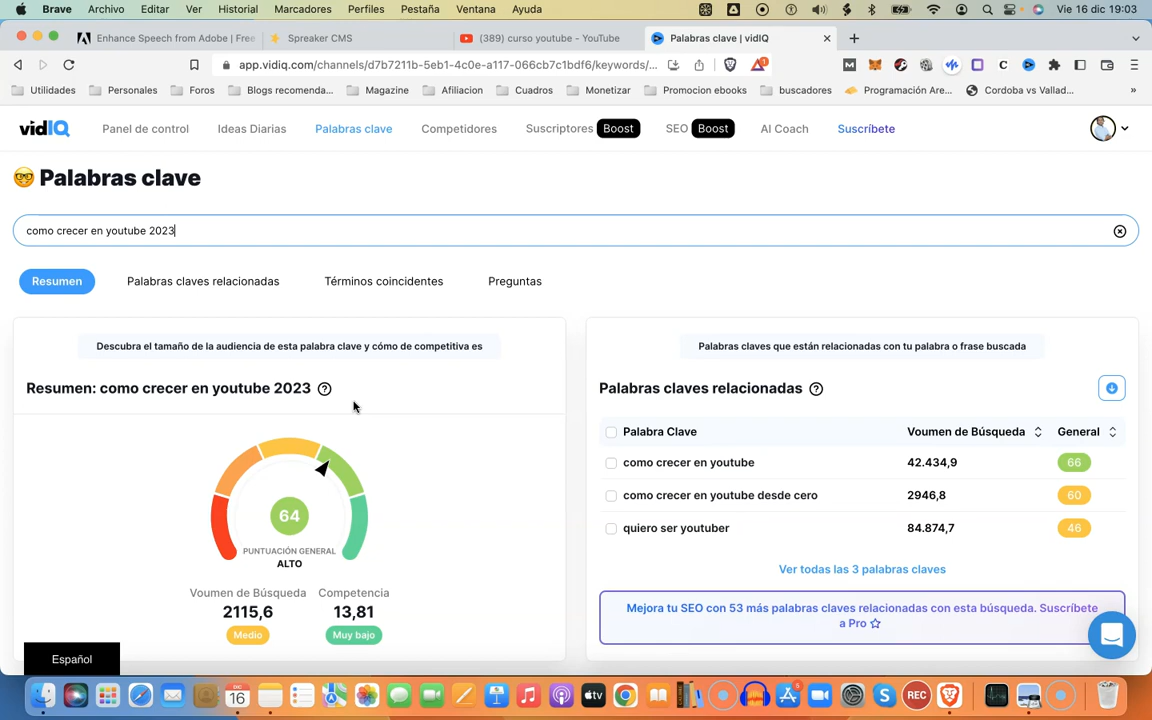 Brave Archivo Editar Ver Historial Marcadores Perfiles Pestaña Ventana Ayuda Vie 16 dic 19:03
Enhance Speech from Adobe | Free Spreaker CMS (389) curso youtube - YouTube Palabras clave | vidIQ
app.vidiq.com/channels/d7b7211b-5eb1-4c0e-a117-066cb7c1bdf6/keywords/...
Utilidades Personales Foros Blogs recomenda... Magazine Afiliacion Cuadros Monetizar Promocion ebooks buscadores Programación Are... Cordoba vs Vallad... »
vidIQ Panel de control Ideas Diarias Palabras clave Competidores Suscriptores Boost SEO Boost AI Coach Suscríbete
Palabras clave
como crecer en youtube 2023
Resumen Palabras claves relacionadas Términos coincidentes Preguntas
Descubra el tamaño de la audiencia de esta palabra clave y cómo de competitiva es
Resumen: como crecer en youtube 2023
64
PUNTUACIÓN GENERAL
ALTO
Voumen de Búsqueda Competencia
2115,6 13,81
Medio Muy bajo
Palabras claves que están relacionadas con tu palabra o frase buscada
Palabras claves relacionadas
Palabra Clave Voumen de Búsqueda General
como crecer en youtube 42.434,9 66
como crecer en youtube desde cero 2946,8 60
quiero ser youtuber 84.874,7 46
Ver todas las 3 palabras claves
Mejora tu SEO con 53 más palabras claves relacionadas con esta búsqueda. Suscríbete
a Pro
Español
DIC
16
tv
REC